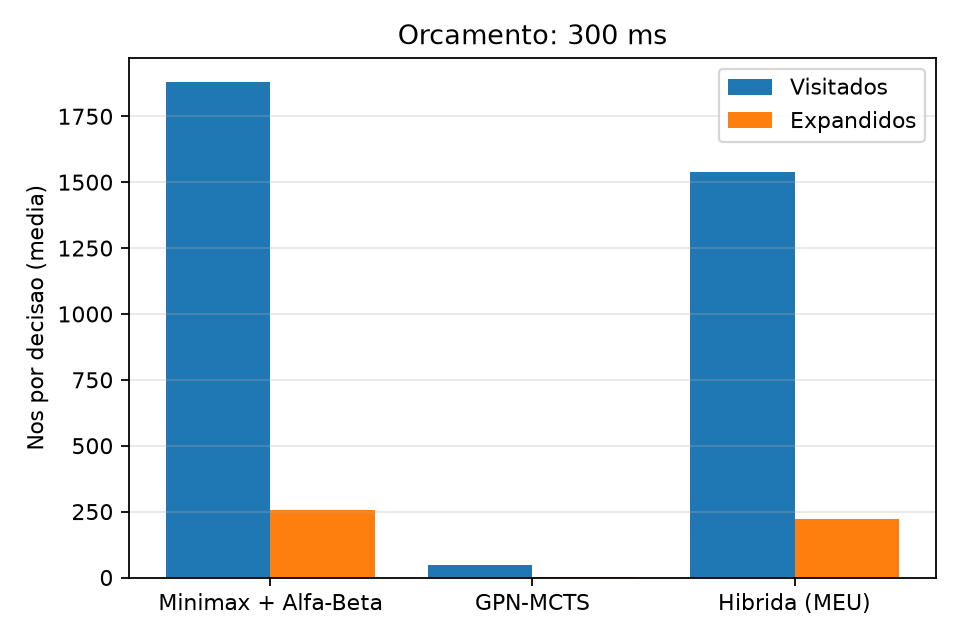 Orcamento: 300 ms
Visitados
Expandidos
Nos por decisao (media)
1750
1500
1250
1000
750
500
250
0
Minimax + Alfa-Beta
GPN-MCTS
Hibrida (MEU)